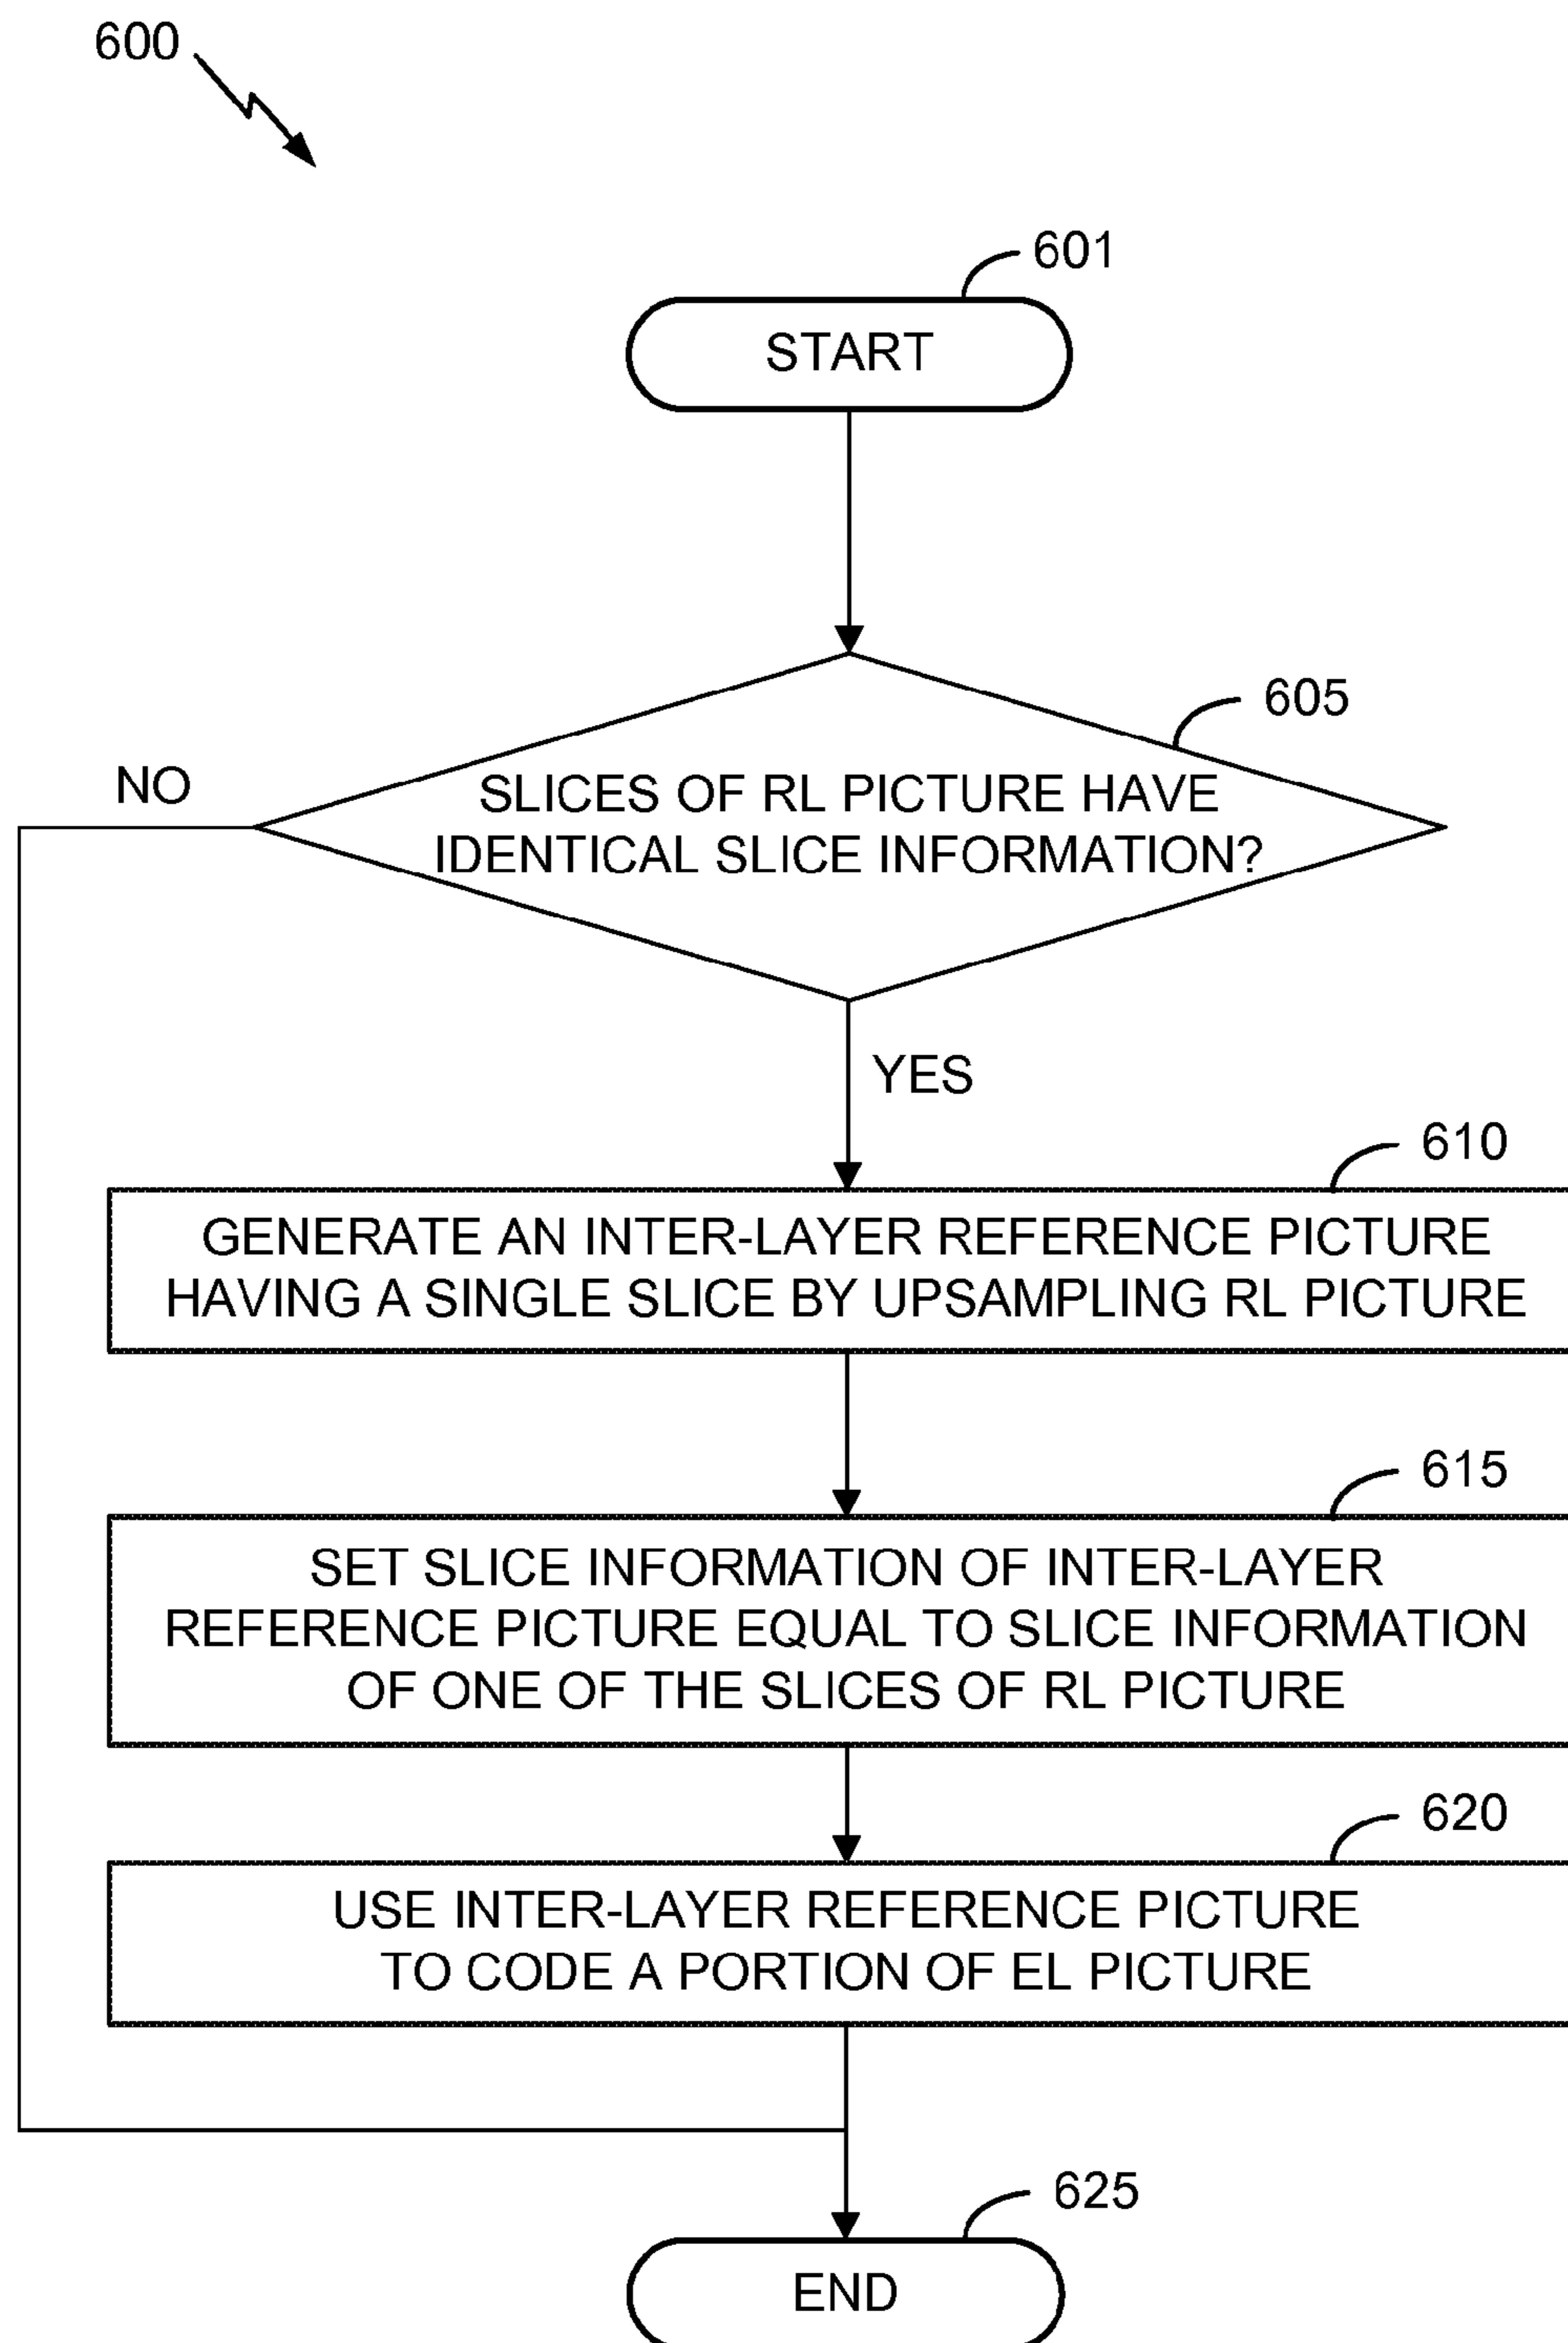 600
601
START
605
NO
SLICES OF RL PICTURE HAVE
IDENTICAL SLICE INFORMATION?
YES
610
GENERATE AN INTER-LAYER REFERENCE PICTURE
HAVING A SINGLE SLICE BY UPSAMPLING RL PICTURE
615
SET SLICE INFORMATION OF INTER-LAYER
REFERENCE PICTURE EQUAL TO SLICE INFORMATION
OF ONE OF THE SLICES OF RL PICTURE
620
USE INTER-LAYER REFERENCE PICTURE
TO CODE A PORTION OF EL PICTURE
625
END